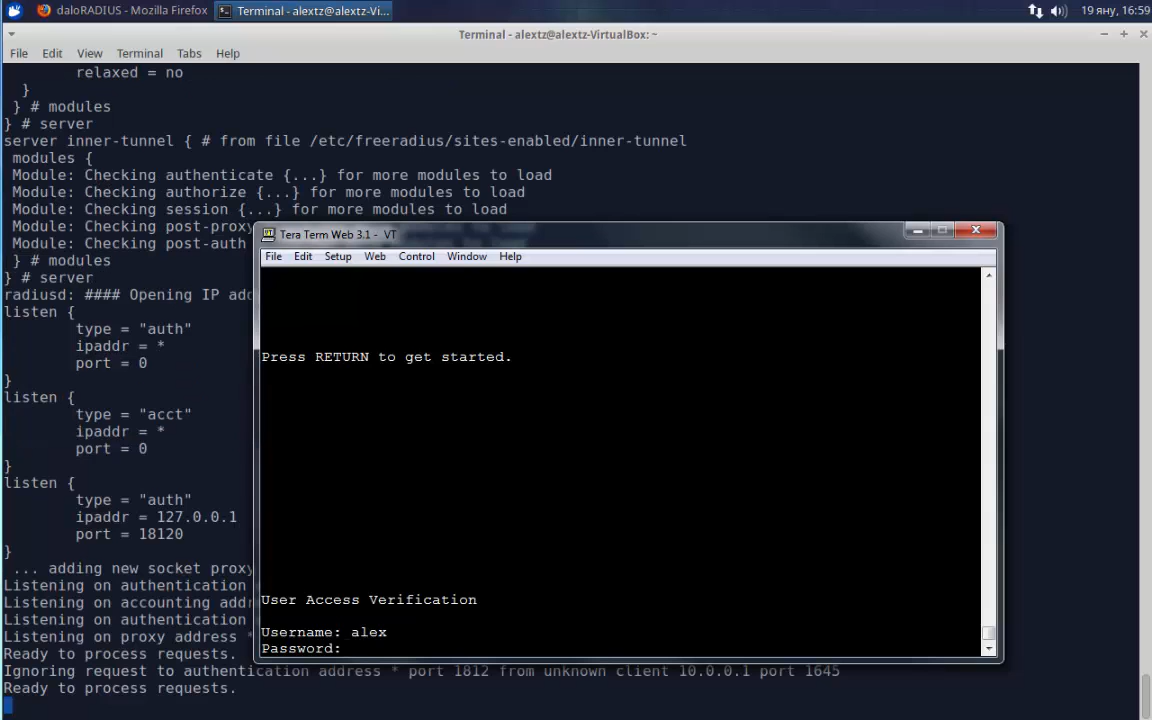 daloRADIUS - Mozilla Firefox
Terminal - alextz@alextz-Vi...
19 яну, 16:59
Terminal - alextz@alextz-VirtualBox: ~
File Edit View Terminal Tabs Help
relaxed = no
}
} # modules
} # server
server inner-tunnel { # from file /etc/freeradius/sites-enabled/inner-tunnel
modules {
Module: Checking authenticate {...} for more modules to load
Module: Checking authorize {...} for more modules to load
Module: Checking session {...} for more modules to load
Module: Checking post-proxy
Module: Checking post-auth
} # modules
} # server
radiusd: #### Opening IP add
listen {
type = "auth"
ipaddr = *
port = 0
}
listen {
type = "acct"
ipaddr = *
port = 0
}
listen {
type = "auth"
ipaddr = 127.0.0.1
port = 18120
}
... adding new socket proxy
Listening on authentication
Listening on accounting addr
Listening on authentication
Listening on proxy address *
Ready to process requests.
Ignoring request to authentication address * port 1812 from unknown client 10.0.0.1 port 1645
Ready to process requests.
Tera Term Web 3.1 - VT
File Edit Setup Web Control Window Help
Press RETURN to get started.
User Access Verification
Username: alex
Password: